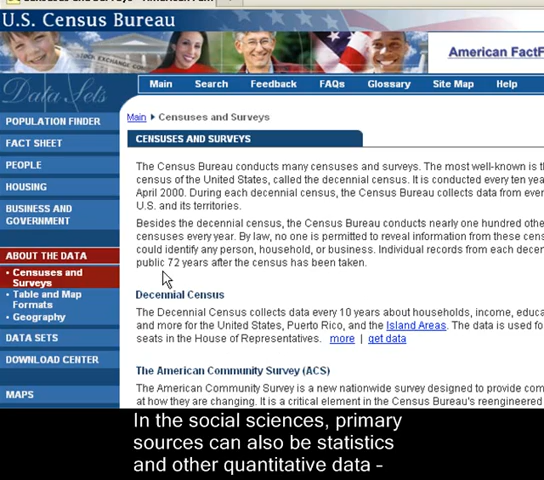 U.S. Census Bureau
American FactF
Data Sets
Main Search Feedback FAQs Glossary Site Map Help
Main Censuses and Surveys
CENSUSES AND SURVEYS
POPULATION FINDER
FACT SHEET
PEOPLE
HOUSING
BUSINESS AND
GOVERNMENT
ABOUT THE DATA
• Censuses and
Surveys
• Table and Map
Formats
• Geography
DATA SETS
DOWNLOAD CENTER
MAPS
The Census Bureau conducts many censuses and surveys. The most well-known is th
census of the United States, called the decennial census. It is conducted every ten yea
April 2000. During each decennial census, the Census Bureau collects data from ever
U.S. and its territories.
Besides the decennial census, the Census Bureau conducts nearly one hundred othe
censuses every year. By law, no one is permitted to reveal information from these cens
could identify any person, household, or business. Individual records from each decen
public 72 years after the census has been taken.
Decennial Census
The Decennial Census collects data every 10 years about households, income, educa
and more for the United States, Puerto Rico, and the Island Areas. The data is used fo
seats in the House of Representatives. more | get data
The American Community Survey (ACS)
The American Community Survey is a new nationwide survey designed to provide com
at how they are changing. It is a critical element in the Census Bureau's reengineered
In the social sciences, primary
sources can also be statistics
and other quantitative data -